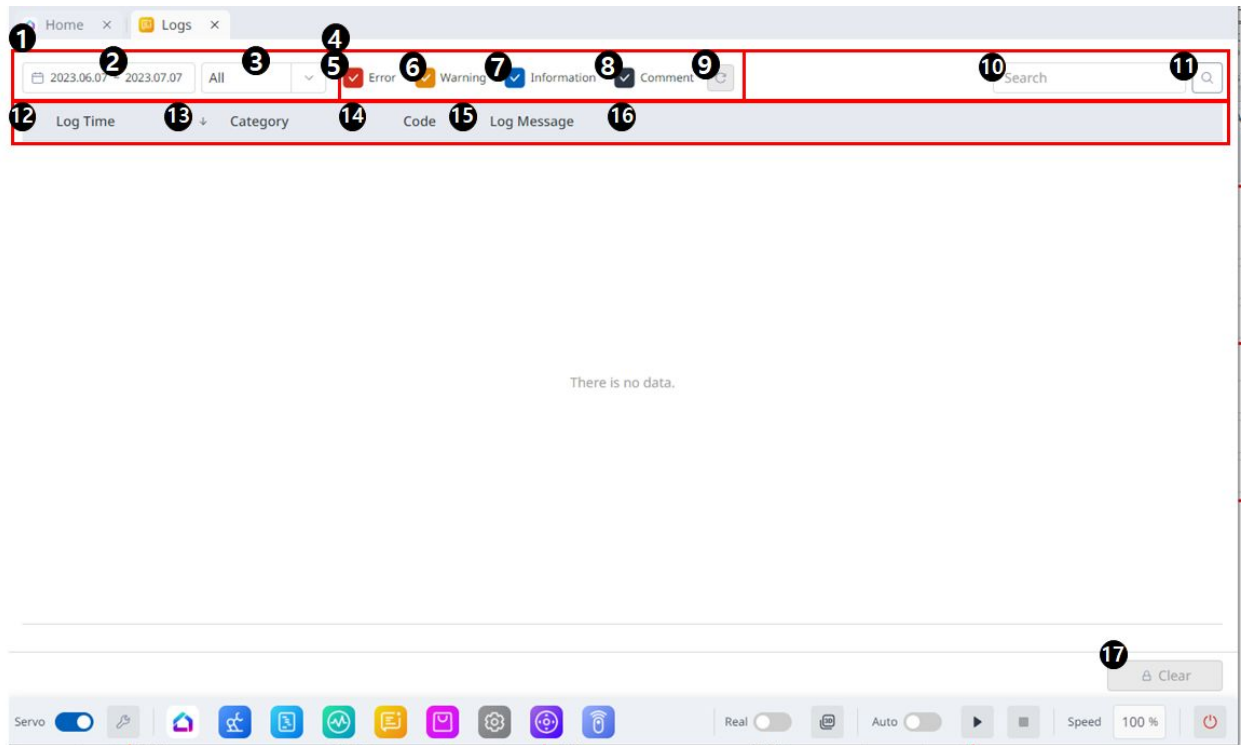 Home × Logs ×
1 2 3 4
2023.06.07 ~ 2023.07.07 All 5 Error 6 Warning 7 Information 8 Comment 9 10 Search 11
12 Log Time 13 ↓ Category 14 Code 15 Log Message 16
There is no data.
17
Clear
Servo Real 3D Auto Speed 100 %